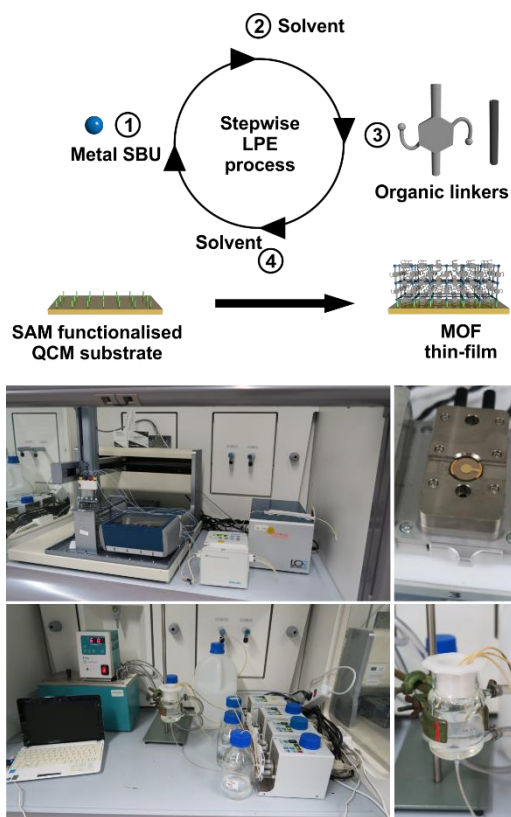 ② Solvent
① Stepwise ③
Metal SBU LPE
process
Organic linkers
Solvent
④
SAM functionalised MOF
QCM substrate thin-film